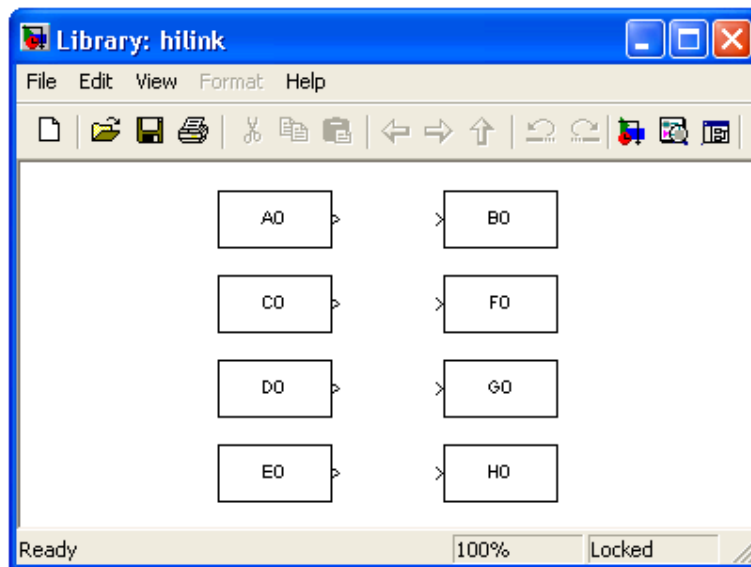 Library: hilink
File Edit View Format Help
A0 B0
C0 F0
D0 G0
E0 H0
Ready 100% Locked